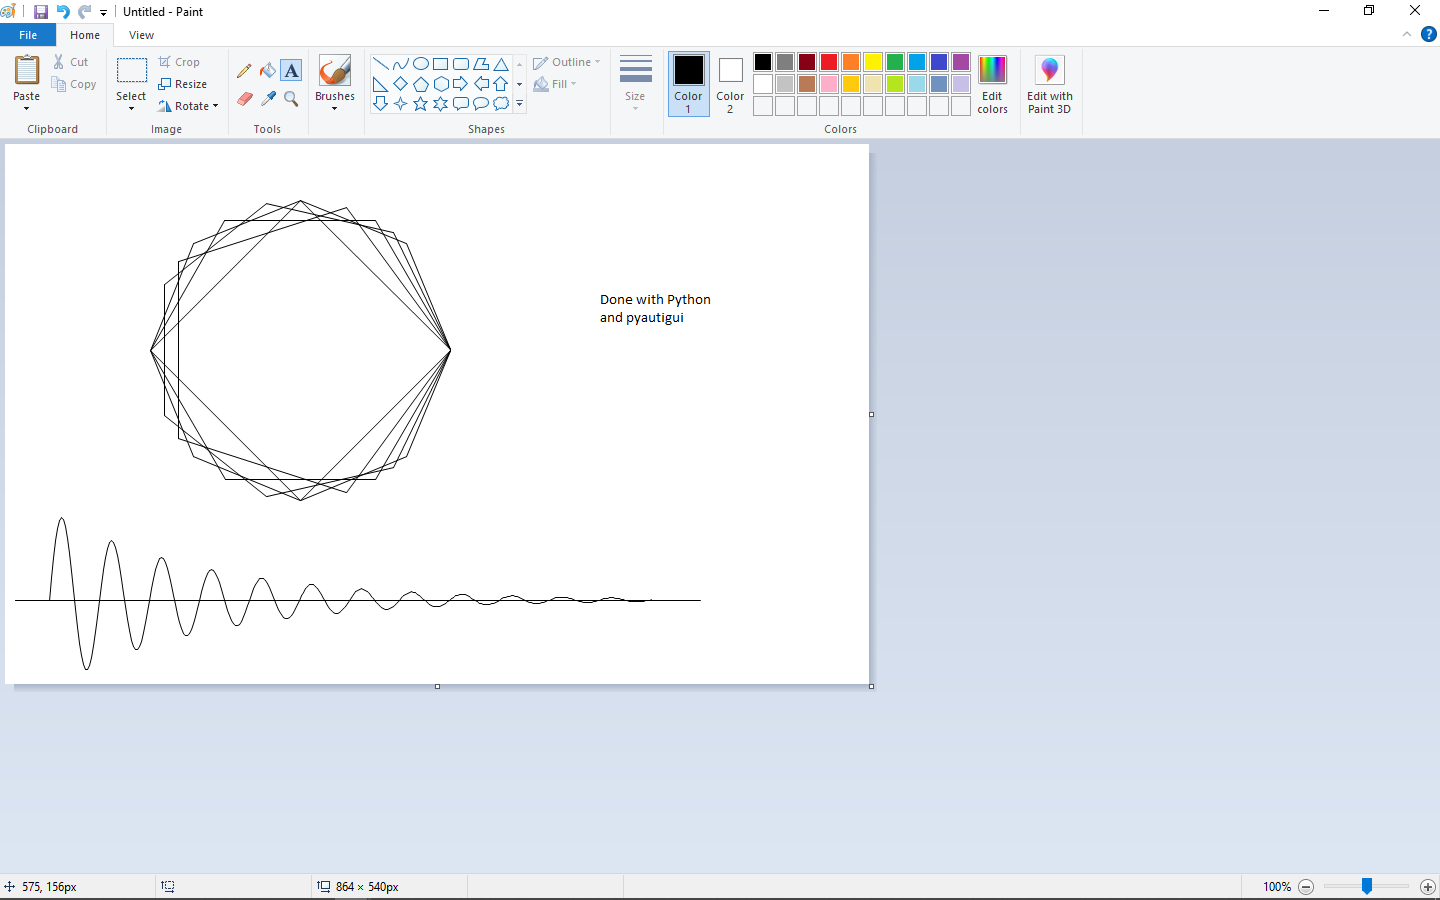 Untitled - Paint
File
Home
View
Paste
Cut
Copy
Clipboard
Select
Crop
Resize
Rotate
Image
A
Tools
Brushes
Outline
Fill
Shapes
Size
Color
1
Color
2
Edit
colors
Colors
Edit with
Paint 3D
?
Done with Python
and pyautigui
575, 156px
864 × 540px
100%